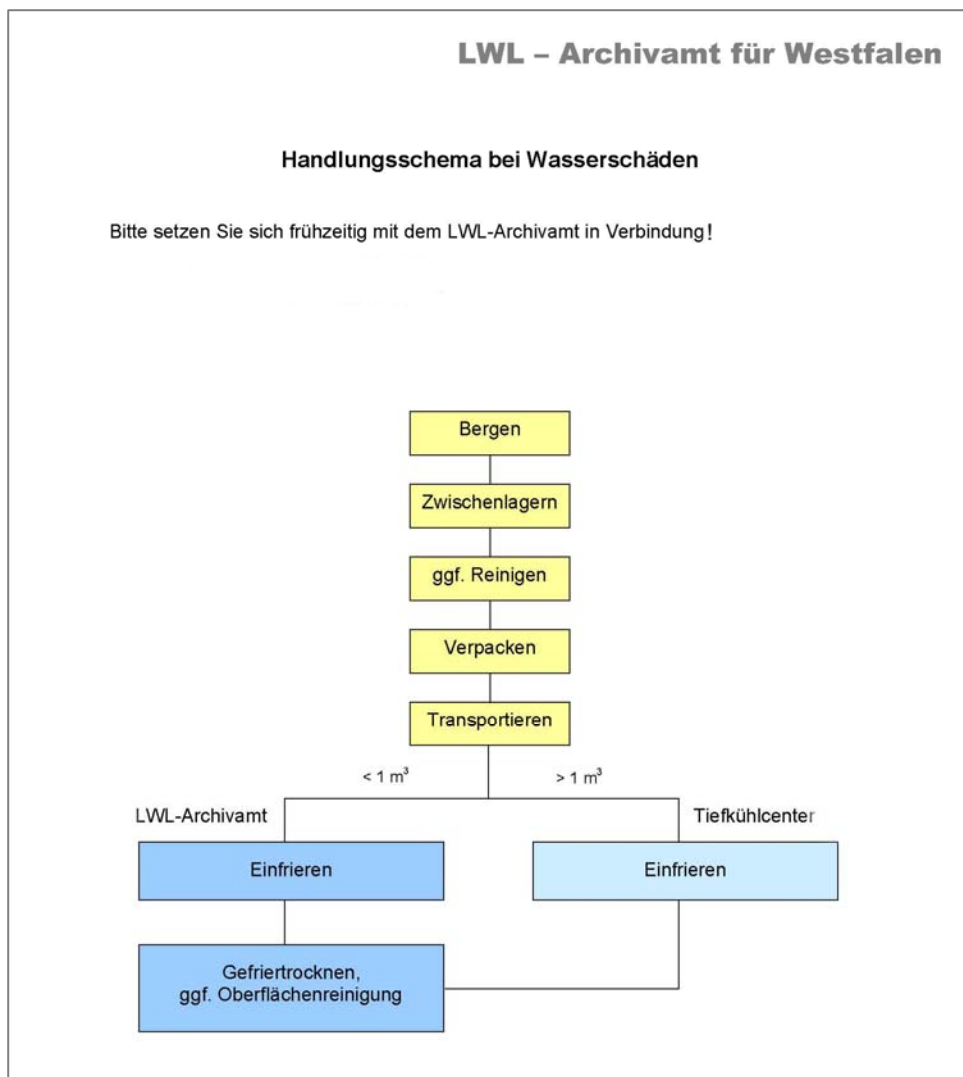 LWL – Archivamt für Westfalen
Handlungsschema bei Wasserschäden
Bitte setzen Sie sich frühzeitig mit dem LWL-Archivamt in Verbindung!
Bergen
Zwischenlagern
ggf. Reinigen
Verpacken
Transportieren
< 1 m³
> 1 m³
LWL-Archivamt
Tiefkühlcenter
Einfrieren
Einfrieren
Gefriertrocknen,
ggf. Oberflächenreinigung